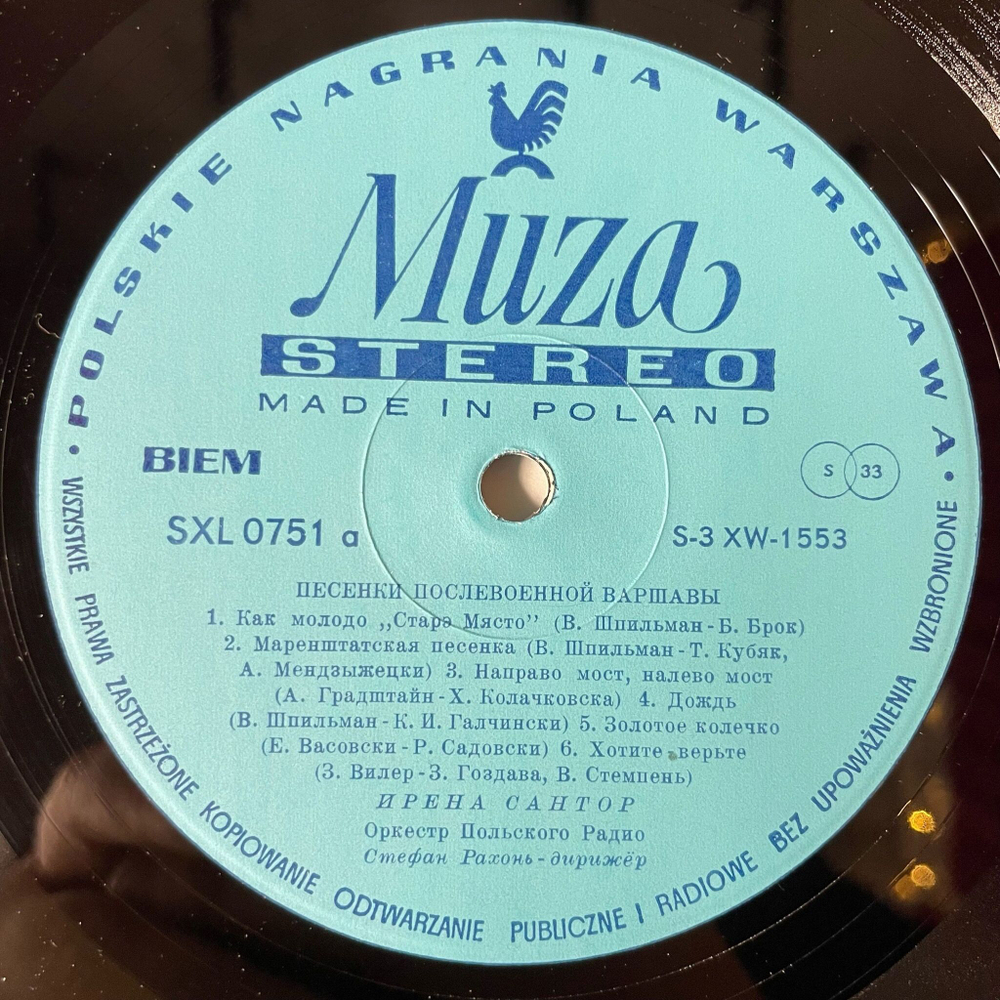 POLSKIE NAGRANIA WARSZAWA
Muza
STEREO
MADE IN POLAND
BIEM
S 33
SXL 0751 a
S-3 XW-1553
ПЕСЕНКИ ПОСЛЕВОЕННОЙ ВАРШАВЫ
1. Как молодо „Старэ Място” (В. Шпильман-Б. Брок)
2. Маренштатская песенка (В. Шпильман-Т. Кубяк,
А. Мендзыжецки) 3. Направо мост, налево мост
(А. Градштайн-Х. Колачковска) 4. Дождь
(В. Шпильман-К. И. Галчински) 5. Золотое колечко
(Е. Васовски-Р. Садовски) 6. Хотите верьте
(З. Вилер-З. Гоздава, В. Стемпень)
ИРЕНА САНТОР
Оркестр Польского Радио
Стефан Рахонь-дирижёр
WSZYSTKIE PRAWA ZASTRZEŻONE KOPIOWANIE ODTWARZANIE PUBLICZNE I RADIOWE BEZ UPOWAŻNIENIA WZBRONIONE